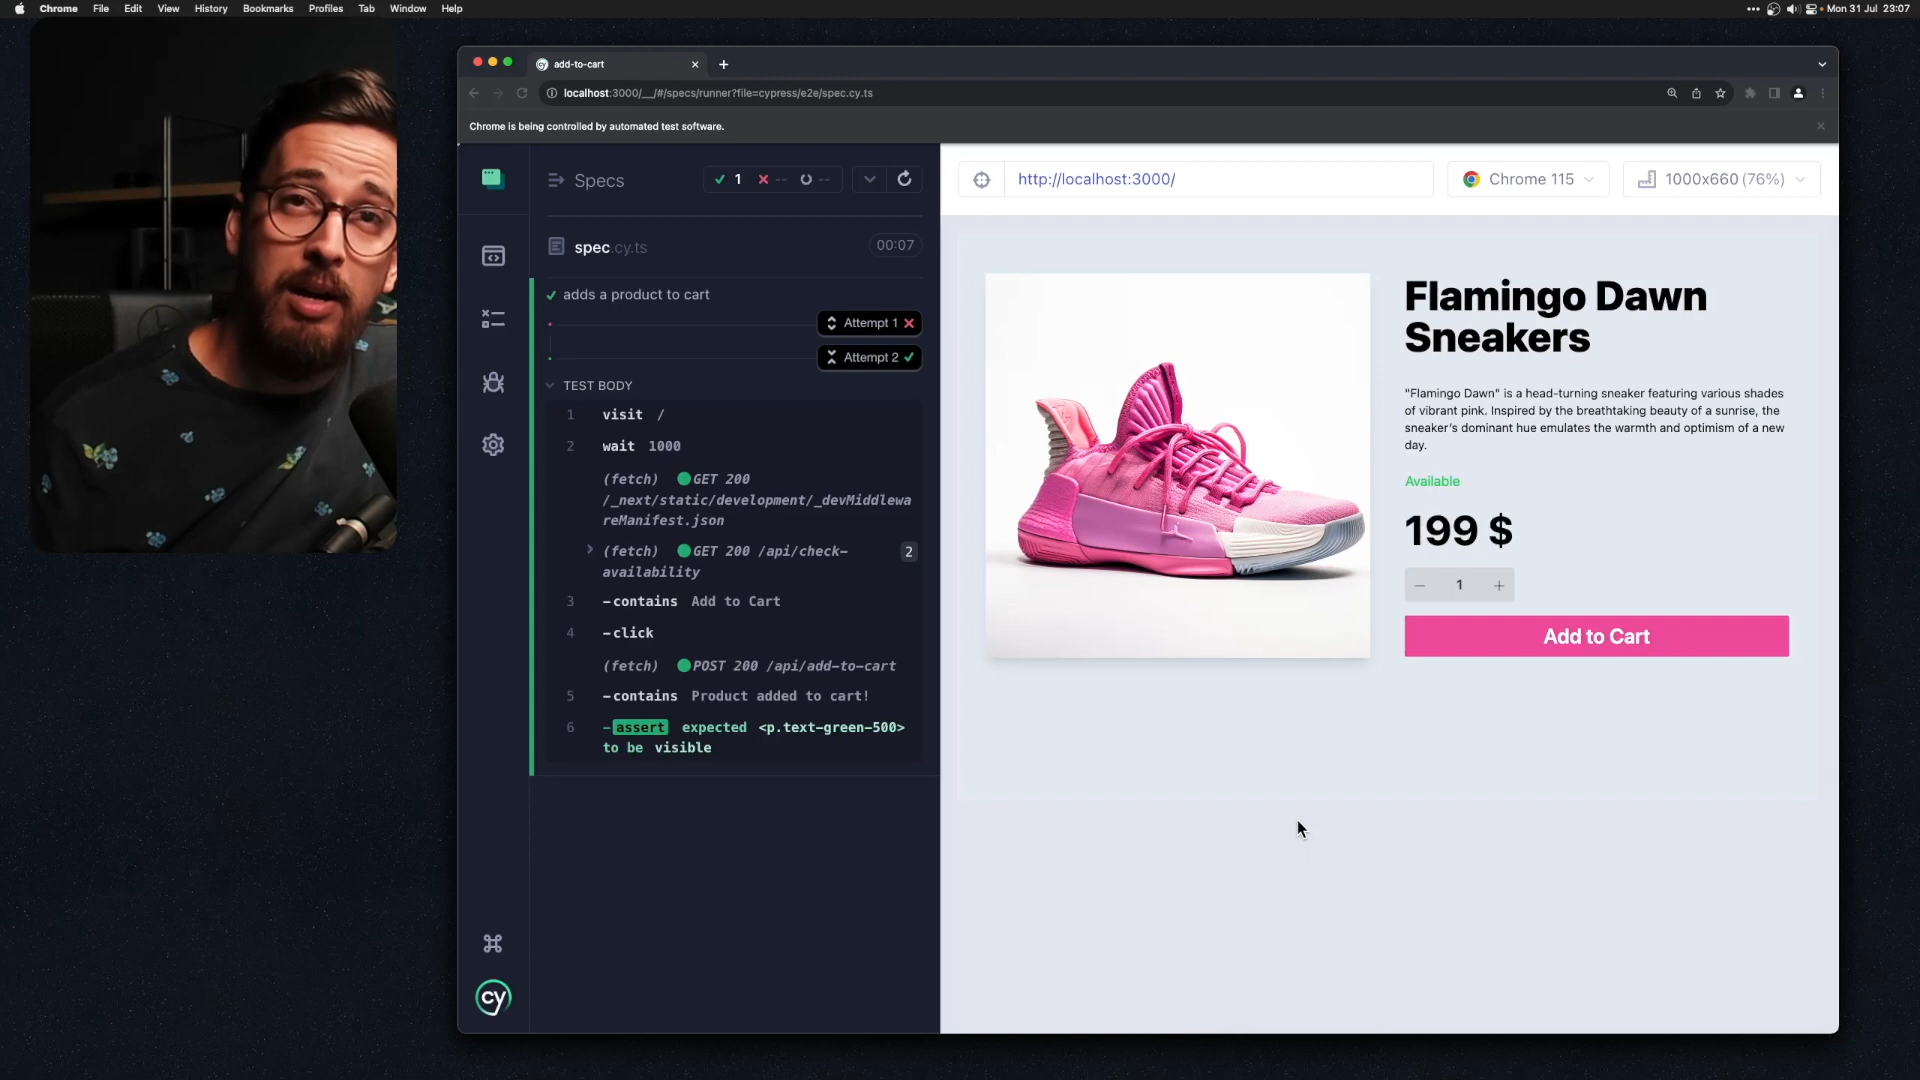 Chrome File Edit View History Bookmarks Profiles Tab Window Help
Mon 31 Jul 23:07
add-to-cart
localhost:3000/__/#/specs/runner?file=cypress/e2e/spec.cy.ts
Chrome is being controlled by automated test software.
Specs
1 -- --
spec.cy.ts
00:07
adds a product to cart
Attempt 1
Attempt 2
TEST BODY
1 visit /
2 wait 1000
(fetch) GET 200
/_next/static/development/_devMiddlewa
reManifest.json
(fetch) GET 200 /api/check-
availability
2
3 -contains Add to Cart
4 -click
(fetch) POST 200 /api/add-to-cart
5 -contains Product added to cart!
6 -assert expected <p.text-green-500>
to be visible
cy
http://localhost:3000/
Chrome 115
1000x660 (76%)
Flamingo Dawn
Sneakers
"Flamingo Dawn" is a head-turning sneaker featuring various shades
of vibrant pink. Inspired by the breathtaking beauty of a sunrise, the
sneaker's dominant hue emulates the warmth and optimism of a new
day.
Available
199 $
− 1 +
Add to Cart